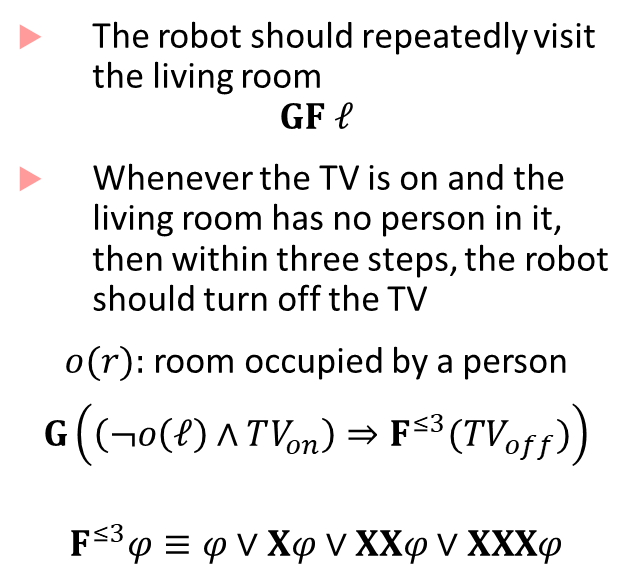 The robot should repeatedly visit
the living room
GF ℓ
Whenever the TV is on and the
living room has no person in it,
then within three steps, the robot
should turn off the TV
o(r): room occupied by a person
G((¬o(ℓ) ∧ TV_on) ⇒ F^≤3(TV_off))
F^≤3φ ≡ φ ∨ Xφ ∨ XXφ ∨ XXXφ